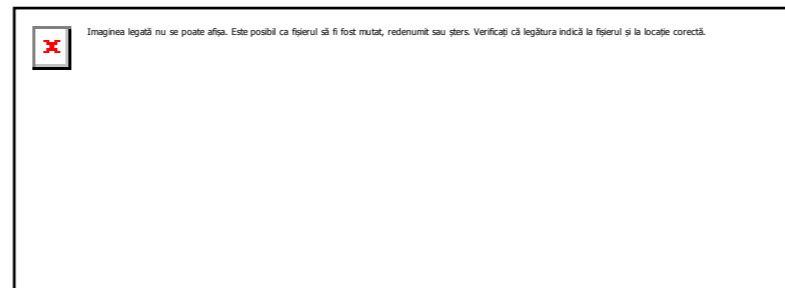 Imaginea legată nu se poate afișa. Este posibil ca fișierul să fi fost mutat, redenumit sau șters. Verificați că legătura indică la fișierul și la locație corectă.